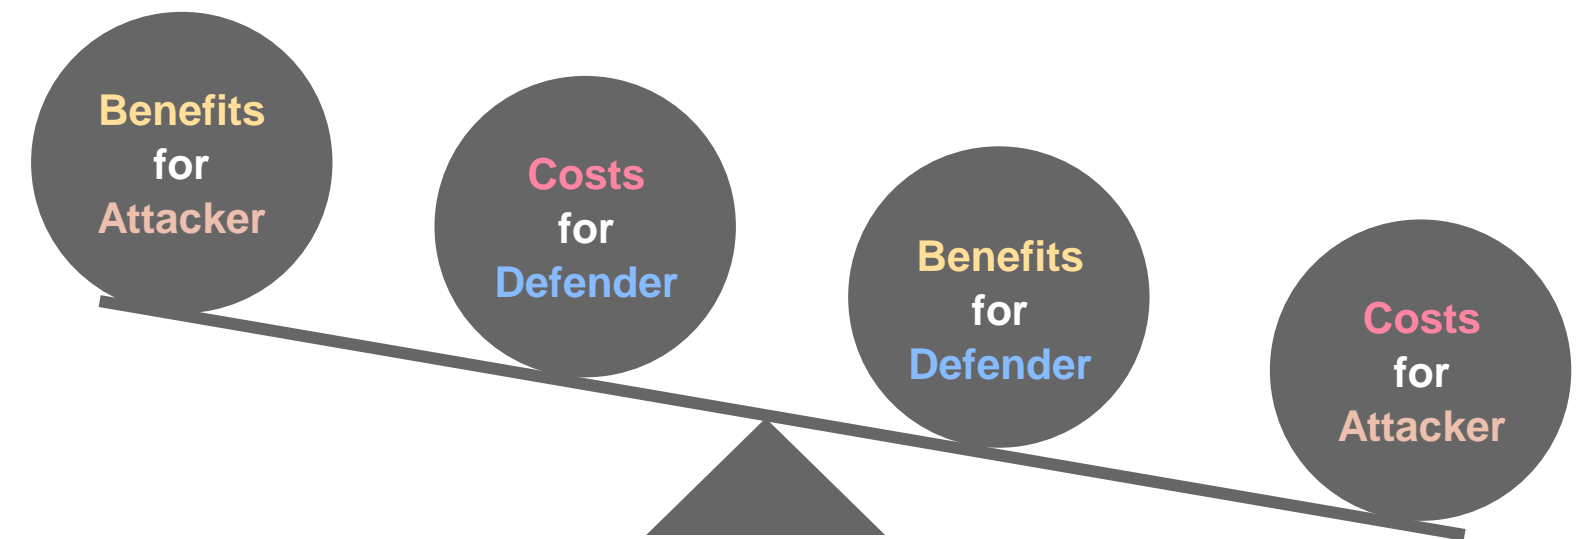 Benefits
for
Attacker
Costs
for
Defender
Benefits
for
Defender
Costs
for
Attacker